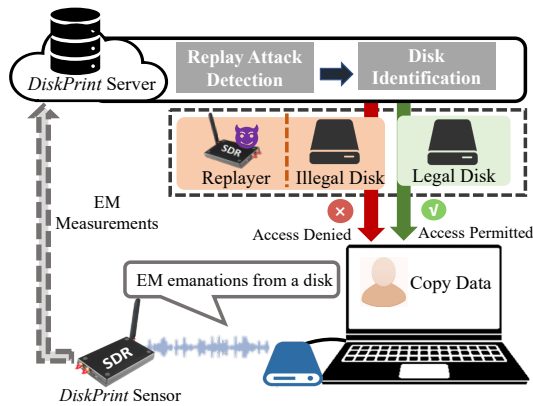 Replay Attack
Detection
Disk
Identification
DiskPrint Server
SDR
Replayer
Illegal Disk
Legal Disk
×
√
EM
Measurements
Access Denied
Access Permitted
Copy Data
EM emanations from a disk
SDR
DiskPrint Sensor